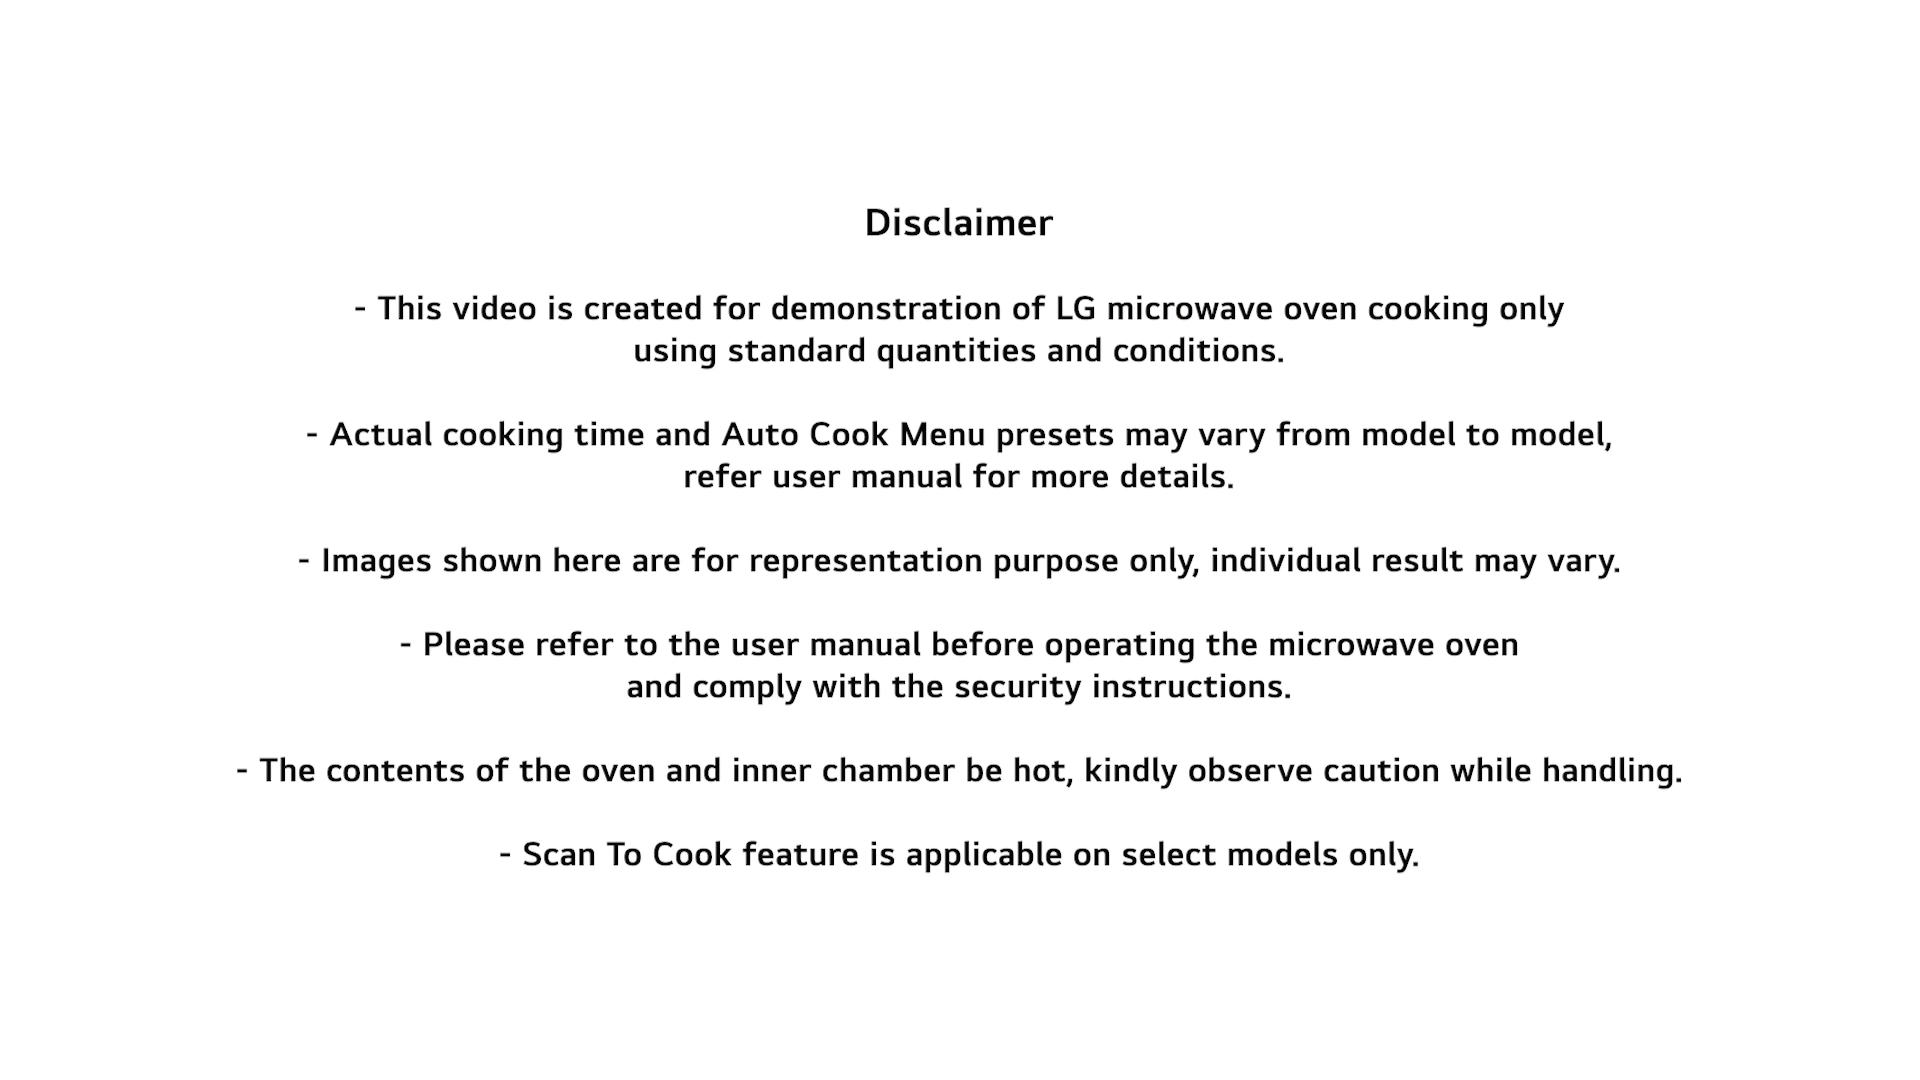 Disclaimer
- This video is created for demonstration of LG microwave oven cooking only
using standard quantities and conditions.
- Actual cooking time and Auto Cook Menu presets may vary from model to model,
refer user manual for more details.
- Images shown here are for representation purpose only, individual result may vary.
- Please refer to the user manual before operating the microwave oven
and comply with the security instructions.
- The contents of the oven and inner chamber be hot, kindly observe caution while handling.
- Scan To Cook feature is applicable on select models only.